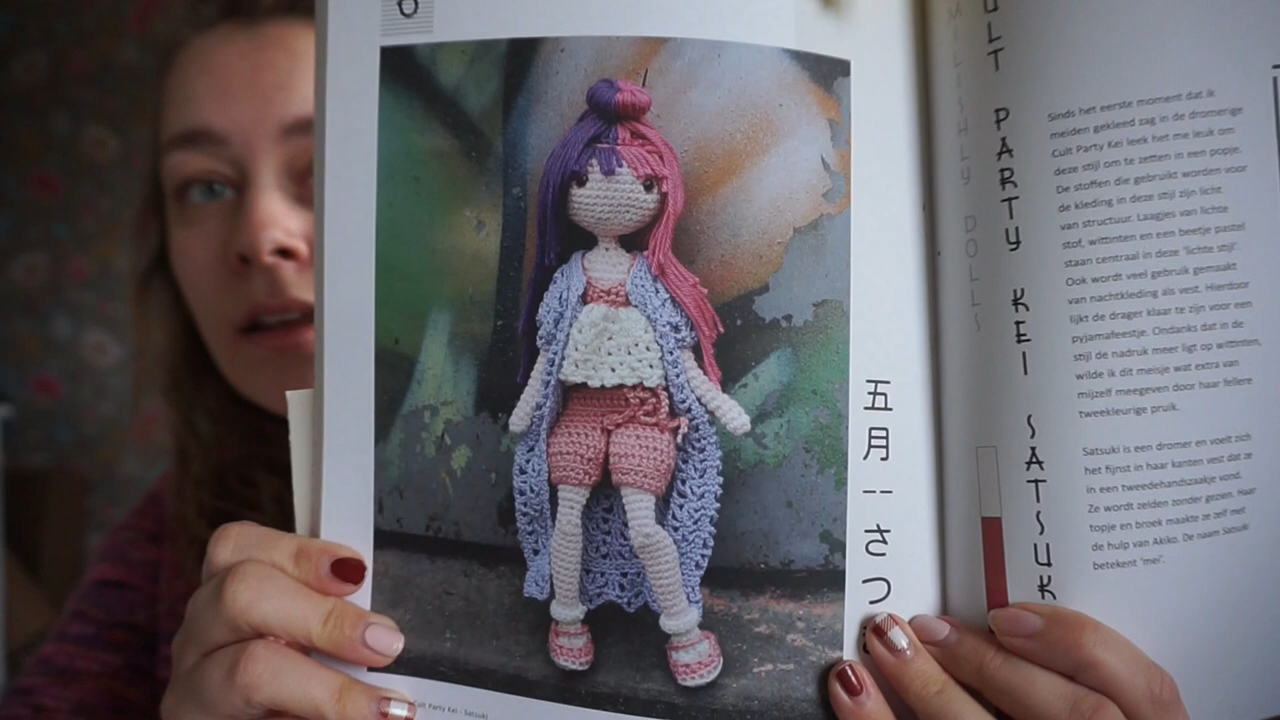 6
五月 -- さつ
Cult Party Kei - Satsuki
MILISHLY DOLLS
ULT PARTY KEI SATSUK
Sinds het eerste moment dat ik
meiden gekleed zag in de dromerige
Cult Party Kei leek het me leuk om
deze stijl om te zetten in een popje.
De stoffen die gebruikt worden voor
de kleding in deze stijl zijn licht
van structuur. Laagjes van lichte
stof, wittinten en een beetje pastel
staan centraal in deze 'lichte stijl'.
Ook wordt veel gebruik gemaakt
van nachtkleding als vest. Hierdoor
lijkt de drager klaar te zijn voor een
pyjamafeestje. Ondanks dat in de
stijl de nadruk meer ligt op wittinten,
wilde ik dit meisje wat extra van
mijzelf meegeven door haar fellere
tweekleurige pruik.
Satsuki is een dromer en voelt zich
het fijnst in haar kanten vest dat ze
in een tweedehandszaakje vond.
Ze wordt zelden zonder gezien. Haar
topje en broek maakte ze zelf met
de hulp van Akiko. De naam Satsuki
betekent 'mei'.